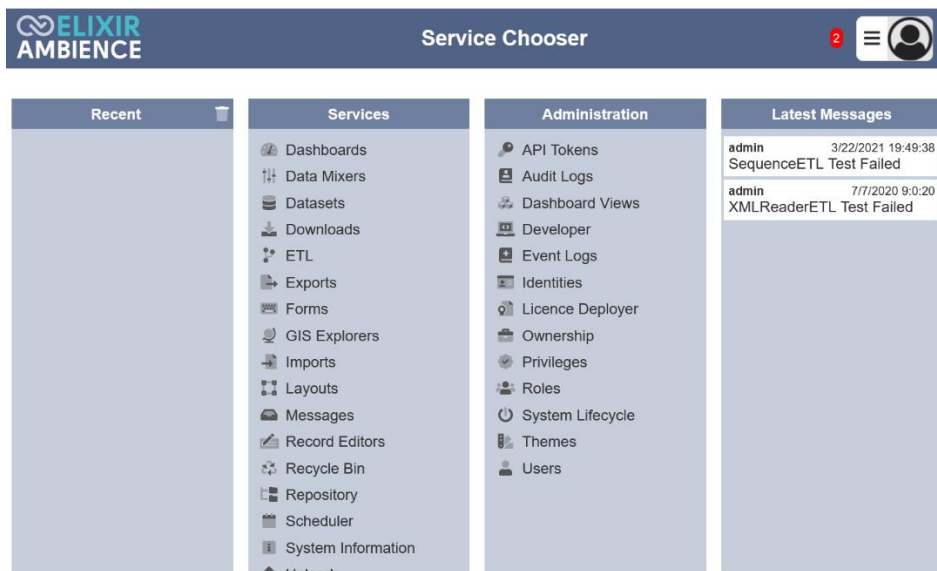 ELIXIR
AMBIENCE
Service Chooser
2
Recent
Services
Dashboards
Data Mixers
Datasets
Downloads
ETL
Exports
Forms
GIS Explorers
Imports
Layouts
Messages
Record Editors
Recycle Bin
Repository
Scheduler
System Information
Administration
API Tokens
Audit Logs
Dashboard Views
Developer
Event Logs
Identities
Licence Deployer
Ownership
Privileges
Roles
System Lifecycle
Themes
Users
Latest Messages
admin 3/22/2021 19:49:38
SequenceETL Test Failed
admin 7/7/2020 9:0:20
XMLReaderETL Test Failed